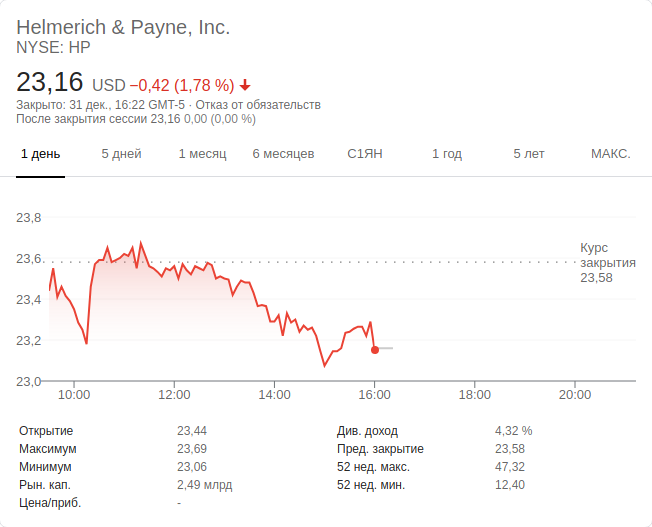 Helmerich & Payne, Inc.
NYSE: HP
23,16 USD −0,42 (1,78 %)
Закрыто: 31 дек., 16:22 GMT-5 · Отказ от обязательств
После закрытия сессии 23,16 0,00 (0,00 %)
1 день 5 дней 1 месяц 6 месяцев С1ЯН 1 год 5 лет МАКС.
23,8
23,6
23,4
23,2
23,0
Курс
закрытия
23,58
10:00 12:00 14:00 16:00 18:00 20:00
Открытие 23,44 Див. доход 4,32 %
Максимум 23,69 Пред. закрытие 23,58
Минимум 23,06 52 нед. макс. 47,32
Рын. кап. 2,49 млрд 52 нед. мин. 12,40
Цена/приб. -